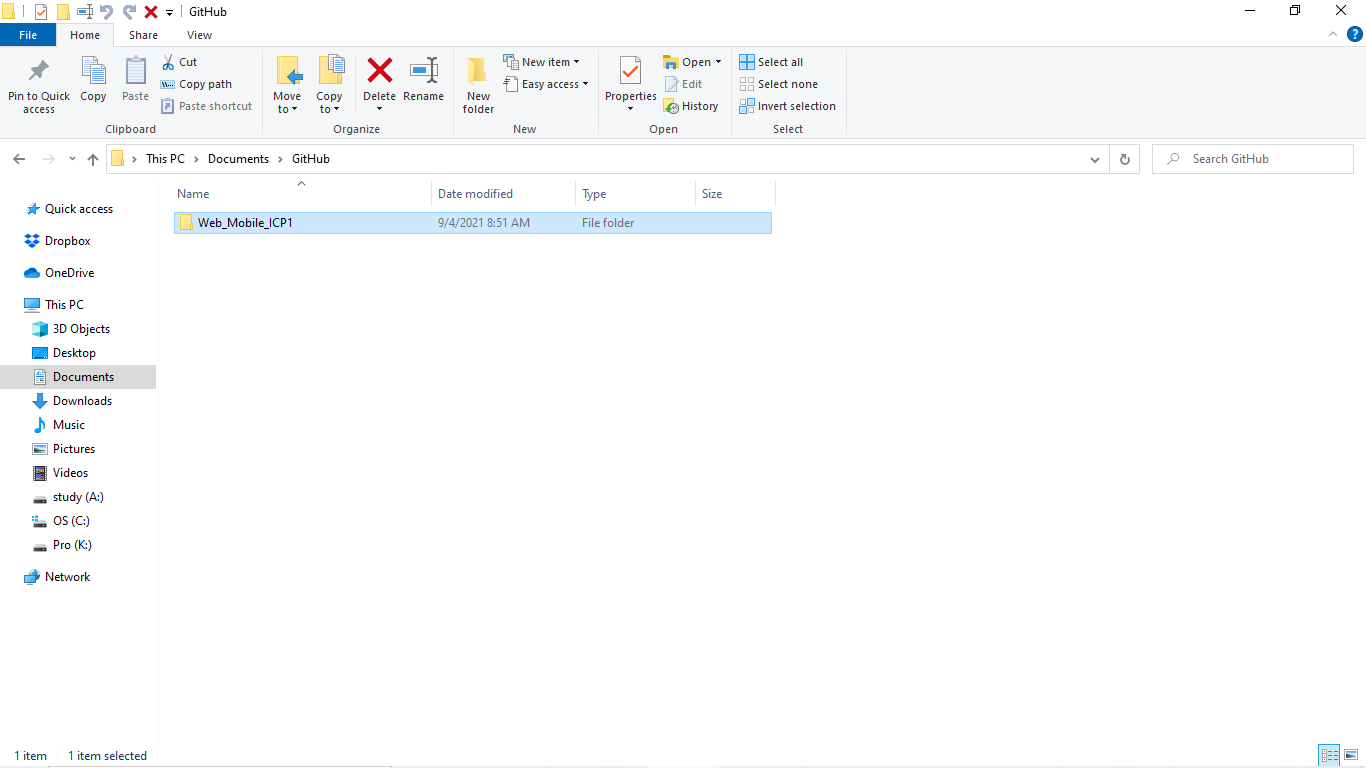 GitHub
File Home Share View
Pin to Quick access
Copy
Paste
Cut
Copy path
Paste shortcut
Clipboard
Move to
Copy to
Delete
Rename
Organize
New folder
New item
Easy access
New
Properties
Open
Edit
History
Open
Select all
Select none
Invert selection
Select
This PC > Documents > GitHub
Search GitHub
Name Date modified Type Size
Web_Mobile_ICP1 9/4/2021 8:51 AM File folder
Quick access
Dropbox
OneDrive
This PC
3D Objects
Desktop
Documents
Downloads
Music
Pictures
Videos
study (A:)
OS (C:)
Pro (K:)
Network
1 item 1 item selected